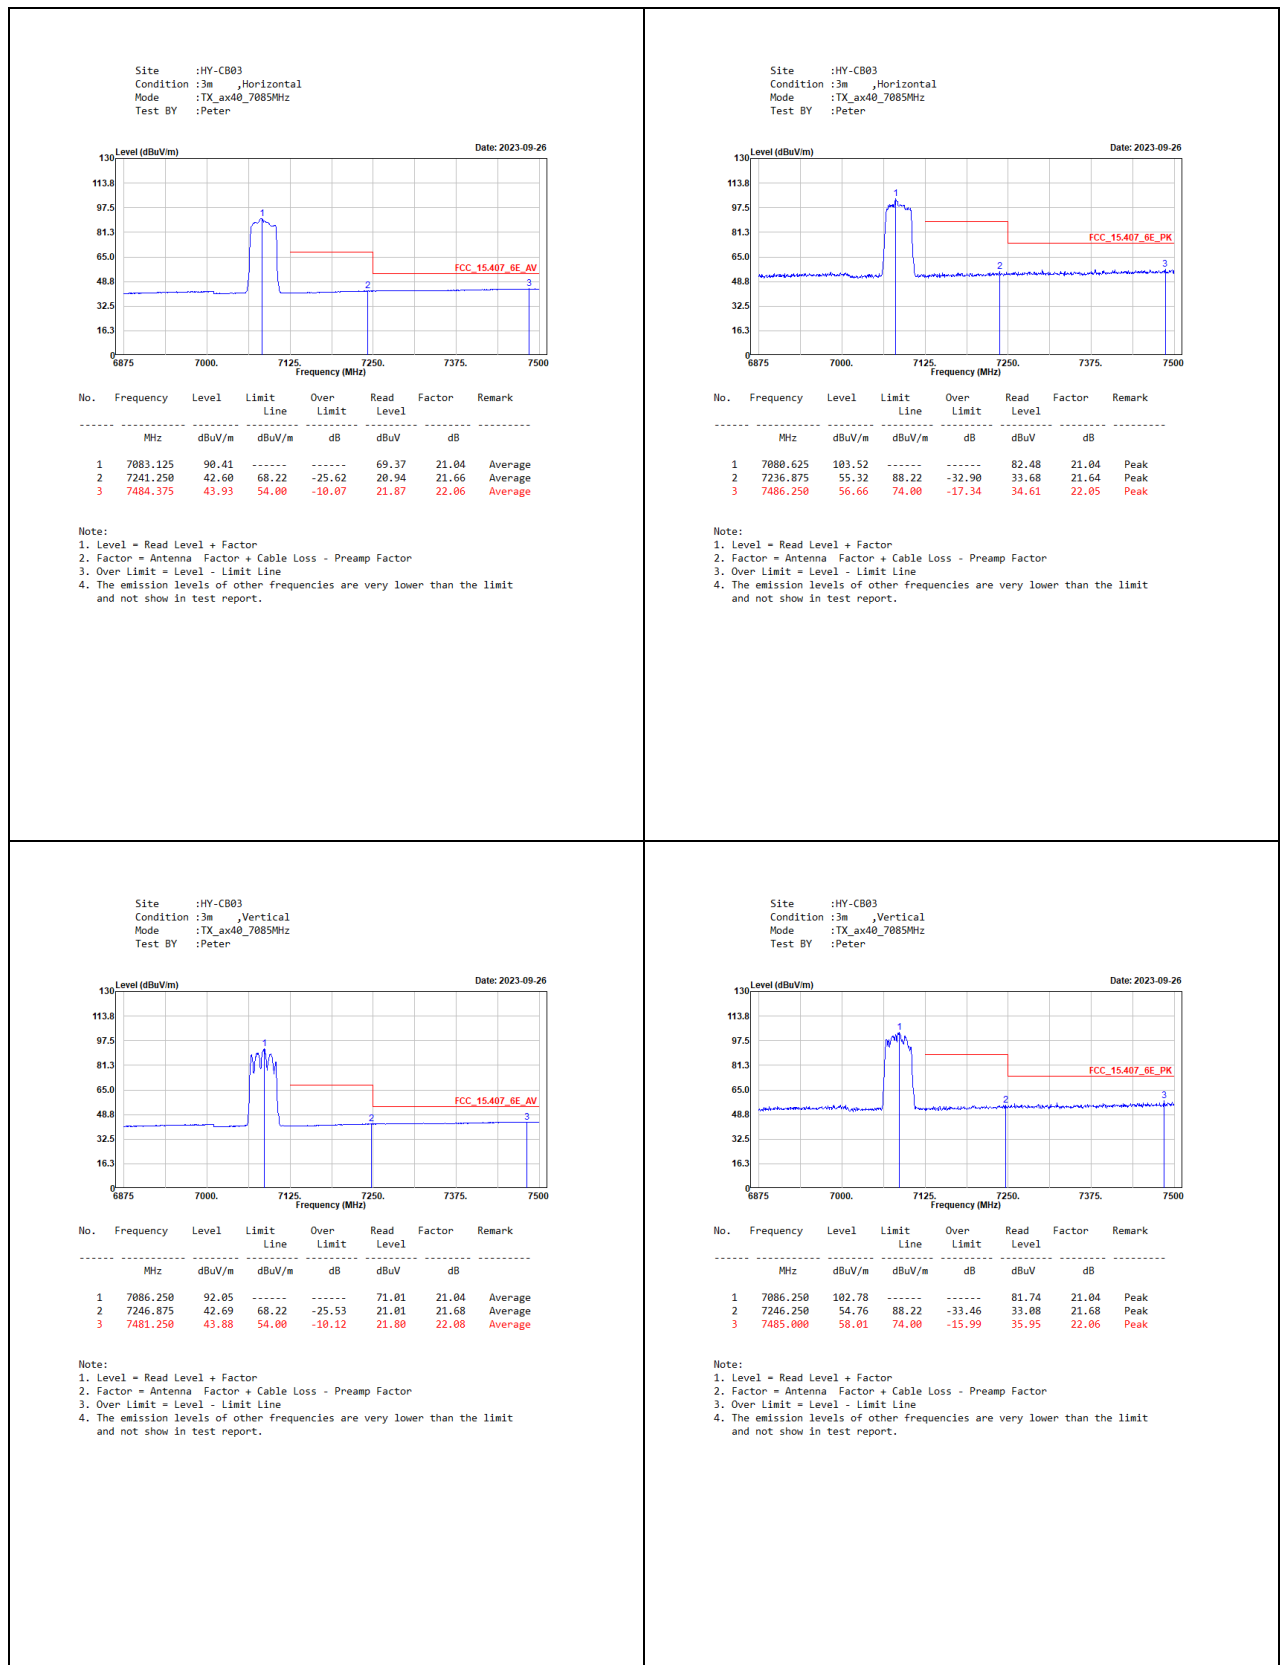 Site :HY-CB03
Condition :3m ,Horizontal
Mode :TX_ax40_7085MHz
Test BY :Peter
Level (dBuV/m) Date: 2023-09-26
130
113.8
97.5
81.3
65.0
48.8
32.5
16.3
0
1
2
3
FCC_15.407_6E_AV
6875 7000. 7125. 7250. 7375. 7500
Frequency (MHz)
No. Frequency Level Limit Over Read Factor Remark
Line Limit Level
------ ----------- -------- -------- -------- -------- -------- ---------
MHz dBuV/m dBuV/m dB dBuV dB
1 7083.125 90.41 ------ ------ 69.37 21.04 Average
2 7241.250 42.60 68.22 -25.62 20.94 21.66 Average
3 7484.375 43.93 54.00 -10.07 21.87 22.06 Average
Note:
1. Level = Read Level + Factor
2. Factor = Antenna Factor + Cable Loss - Preamp Factor
3. Over Limit = Level - Limit Line
4. The emission levels of other frequencies are very lower than the limit
and not show in test report.
Site :HY-CB03
Condition :3m ,Horizontal
Mode :TX_ax40_7085MHz
Test BY :Peter
Level (dBuV/m) Date: 2023-09-26
130
113.8
97.5
81.3
65.0
48.8
32.5
16.3
0
1
2
3
FCC_15.407_6E_PK
6875 7000. 7125. 7250. 7375. 7500
Frequency (MHz)
No. Frequency Level Limit Over Read Factor Remark
Line Limit Level
------ ----------- -------- -------- -------- -------- -------- ---------
MHz dBuV/m dBuV/m dB dBuV dB
1 7080.625 103.52 ------ ------ 82.48 21.04 Peak
2 7236.875 55.32 88.22 -32.90 33.68 21.64 Peak
3 7486.250 56.66 74.00 -17.34 34.61 22.05 Peak
Note:
1. Level = Read Level + Factor
2. Factor = Antenna Factor + Cable Loss - Preamp Factor
3. Over Limit = Level - Limit Line
4. The emission levels of other frequencies are very lower than the limit
and not show in test report.
Site :HY-CB03
Condition :3m ,Vertical
Mode :TX_ax40_7085MHz
Test BY :Peter
Level (dBuV/m) Date: 2023-09-26
130
113.8
97.5
81.3
65.0
48.8
32.5
16.3
0
1
2
3
FCC_15.407_6E_AV
6875 7000. 7125. 7250. 7375. 7500
Frequency (MHz)
No. Frequency Level Limit Over Read Factor Remark
Line Limit Level
------ ----------- -------- -------- -------- -------- -------- ---------
MHz dBuV/m dBuV/m dB dBuV dB
1 7086.250 92.05 ------ ------ 71.01 21.04 Average
2 7246.875 42.69 68.22 -25.53 21.01 21.68 Average
3 7481.250 43.88 54.00 -10.12 21.80 22.08 Average
Note:
1. Level = Read Level + Factor
2. Factor = Antenna Factor + Cable Loss - Preamp Factor
3. Over Limit = Level - Limit Line
4. The emission levels of other frequencies are very lower than the limit
and not show in test report.
Site :HY-CB03
Condition :3m ,Vertical
Mode :TX_ax40_7085MHz
Test BY :Peter
Level (dBuV/m) Date: 2023-09-26
130
113.8
97.5
81.3
65.0
48.8
32.5
16.3
0
1
2
3
FCC_15.407_6E_PK
6875 7000. 7125. 7250. 7375. 7500
Frequency (MHz)
No. Frequency Level Limit Over Read Factor Remark
Line Limit Level
------ ----------- -------- -------- -------- -------- -------- ---------
MHz dBuV/m dBuV/m dB dBuV dB
1 7086.250 102.78 ------ ------ 81.74 21.04 Peak
2 7246.250 54.76 88.22 -33.46 33.08 21.68 Peak
3 7485.000 58.01 74.00 -15.99 35.95 22.06 Peak
Note:
1. Level = Read Level + Factor
2. Factor = Antenna Factor + Cable Loss - Preamp Factor
3. Over Limit = Level - Limit Line
4. The emission levels of other frequencies are very lower than the limit
and not show in test report.